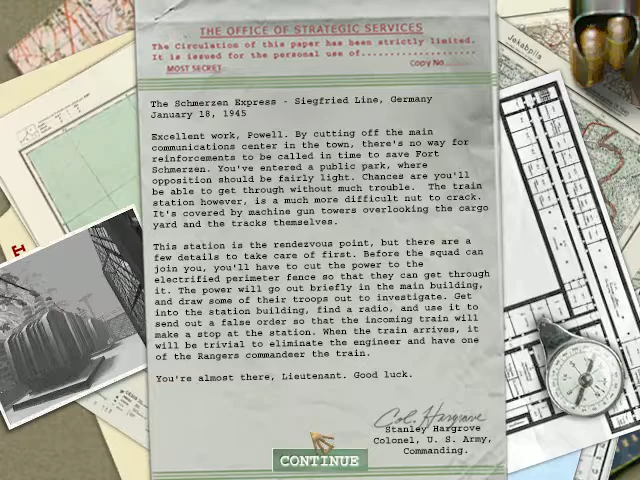 THE OFFICE OF STRATEGIC SERVICES
The Circulation of this paper has been strictly limited.
It is issued for the personal use of...................
MOST SECRET.
Copy No.......
Jekabpils
The Schmerzen Express - Siegfried Line, Germany
January 18, 1945
Excellent work, Powell. By cutting off the main
communications center in the town, there's no way for
reinforcements to be called in time to save Fort
Schmerzen. You've entered a public park, where
opposition should be fairly light. Chances are you'll
be able to get through without much trouble.  The train
station however, is a much more difficult nut to crack.
It's covered by machine gun towers overlooking the cargo
yard and the tracks themselves.
This station is the rendezvous point, but there are a
few details to take care of first. Before the squad can
join you, you'll have to cut the power to the
electrified perimeter fence so that they can get through
it. The power will go out briefly in the main building,
and draw some of their troops out to investigate. Get
into the station building, find a radio, and use it to
send out a false order so that the incoming train will
make a stop at the station. When the train arrives, it
will be trivial to eliminate the engineer and have one
of the Rangers commandeer the train.
You're almost there, Lieutenant. Good luck.
Col. Hargrove
Stanley Hargrove
Colonel, U. S. Army,
Commanding.
CONTINUE